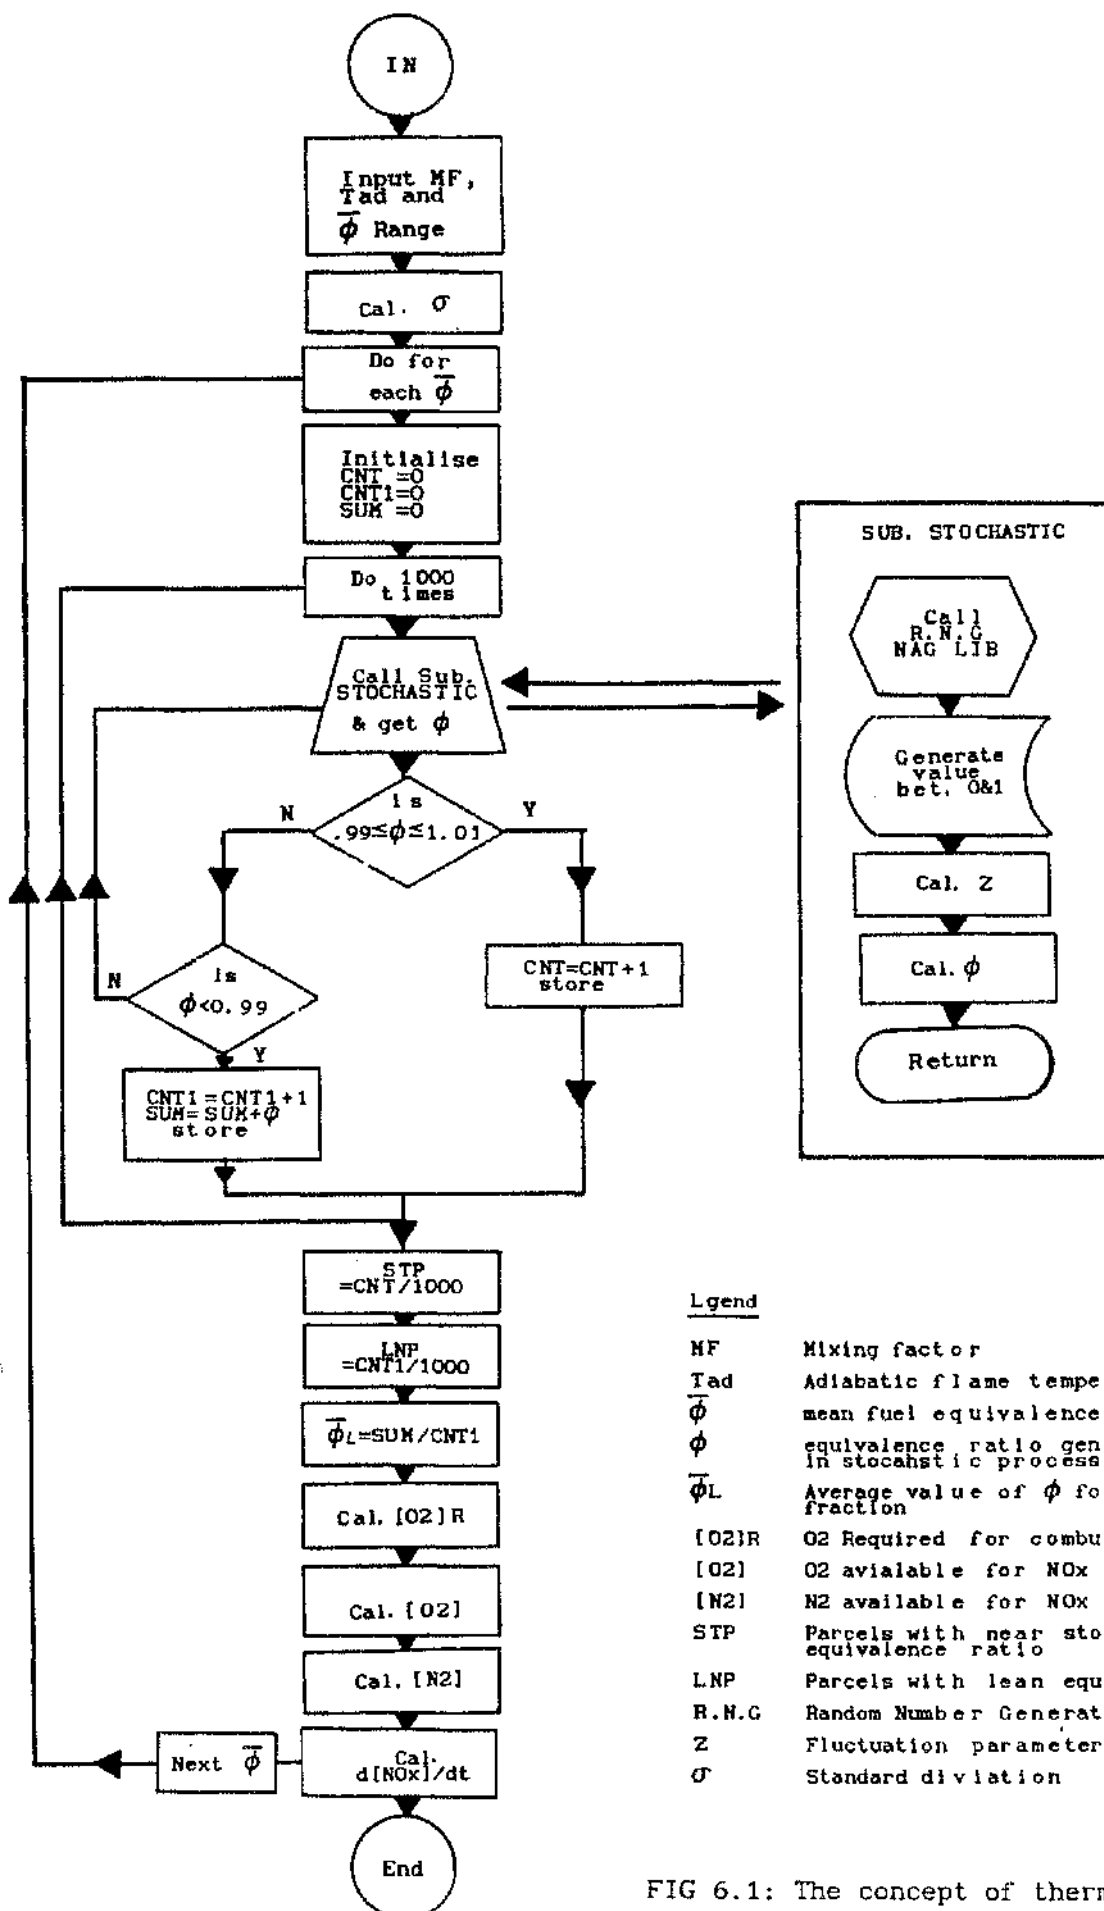 IN
Input MF,
Tad and
ϕ̅ Range
Cal. σ
Do for
each ϕ̅
Initialise
CNT =0
CNT1=0
SUM =0
Do 1000
times
Call Sub.
STOCHASTIC
& get ϕ
is
.99≤ϕ≤1.01
N
Y
is
ϕ<0.99
N
Y
CNT=CNT+1
store
CNT1=CNT1+1
SUM=SUM+ϕ
store
STP
=CNT/1000
LNP
=CNT1/1000
ϕ̅L=SUM/CNT1
Cal. [O2]R
Cal. [O2]
Cal. [N2]
Cal.
d[NOx]/dt
Next ϕ̅
End
SUB. STOCHASTIC
Call
R.N.G
NAG LIB
Generate
value
bet. 0&1
Cal. Z
Cal. ϕ
Return
Lgend
MF Mixing factor
Tad Adiabatic flame tempe
ϕ̅ mean fuel equivalence
ϕ equivalence ratio gen
in stocahstic process
ϕ̅L Average value of ϕ fo
fraction
[O2]R O2 Required for combu
[O2] O2 avialable for NOx
[N2] N2 available for NOx
STP Parcels with near sto
equivalence ratio
LNP Parcels with lean equ
R.N.G Random Number Generat
Z Fluctuation parameter
σ Standard diviation
FIG 6.1: The concept of therm